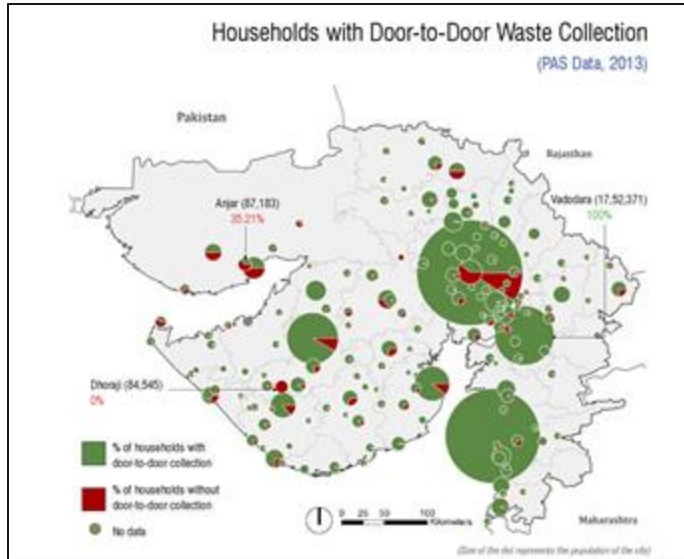 Households with Door-to-Door Waste Collection
(PAS Data, 2013)
Pakistan
Rajasthan
Anjar (87,183)
35.21%
Vadodara (17,52,371)
100%
Dhoraji (84,545)
0%
% of households with
door-to-door collection
% of households without
door-to-door collection
No data
0 25 50 100
Kilometers
Maharashtra
(Size of the dot represents the population of the city)